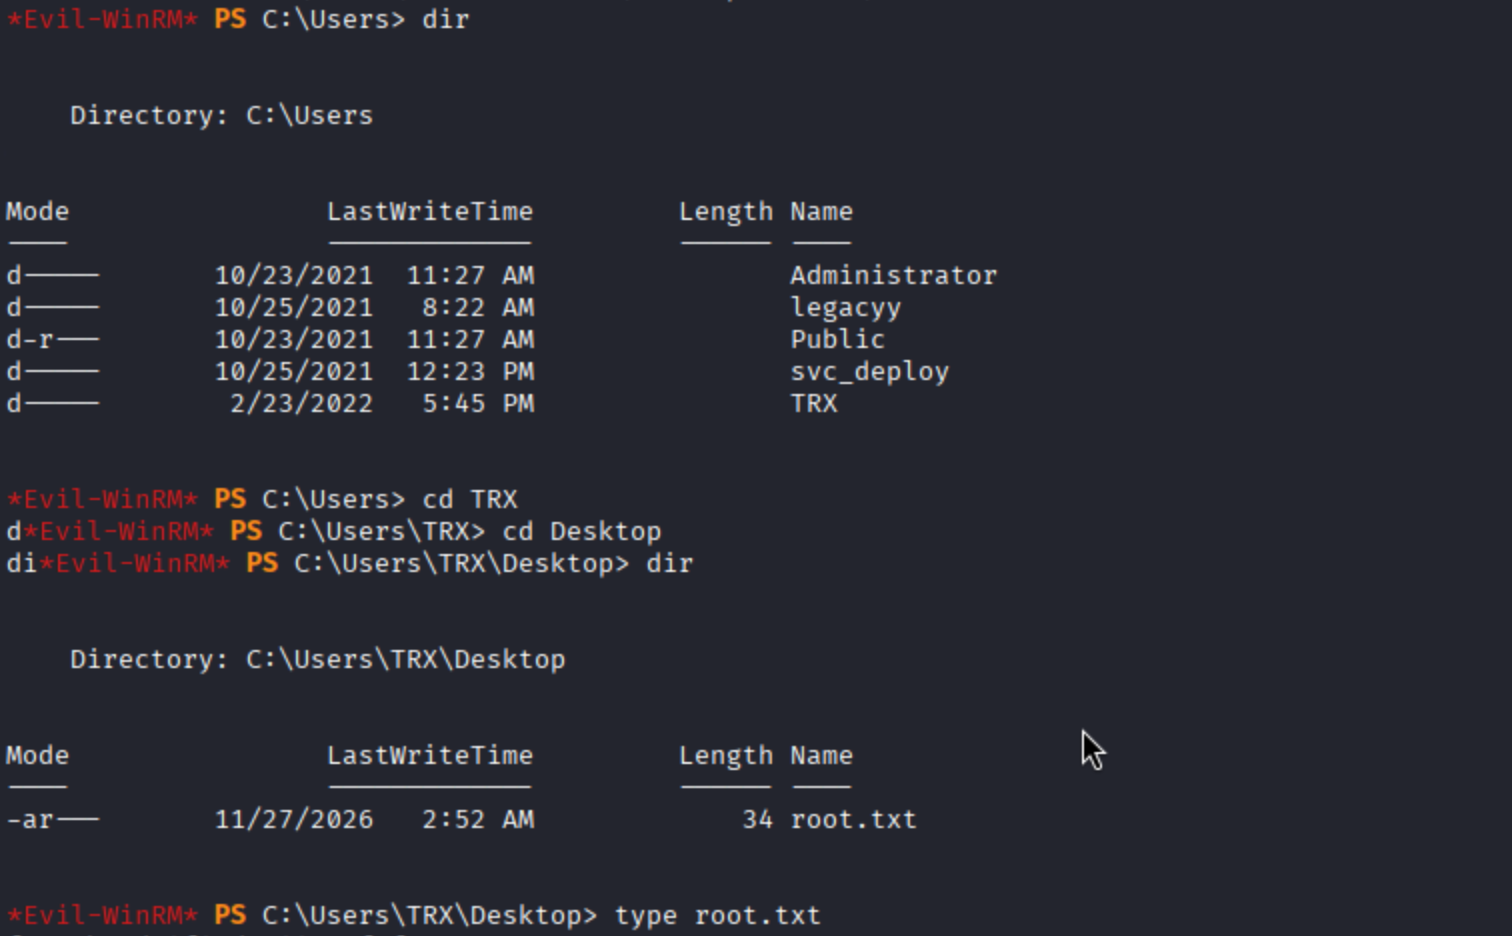 *Evil-WinRM* PS C:\Users> dir
Directory: C:\Users
Mode LastWriteTime Length Name
---- ------------- ------ ----
d----- 10/23/2021 11:27 AM Administrator
d----- 10/25/2021 8:22 AM legacyy
d-r--- 10/23/2021 11:27 AM Public
d----- 10/25/2021 12:23 PM svc_deploy
d----- 2/23/2022 5:45 PM TRX
*Evil-WinRM* PS C:\Users> cd TRX
d*Evil-WinRM* PS C:\Users\TRX> cd Desktop
di*Evil-WinRM* PS C:\Users\TRX\Desktop> dir
Directory: C:\Users\TRX\Desktop
Mode LastWriteTime Length Name
---- ------------- ------ ----
-ar--- 11/27/2026 2:52 AM 34 root.txt
*Evil-WinRM* PS C:\Users\TRX\Desktop> type root.txt